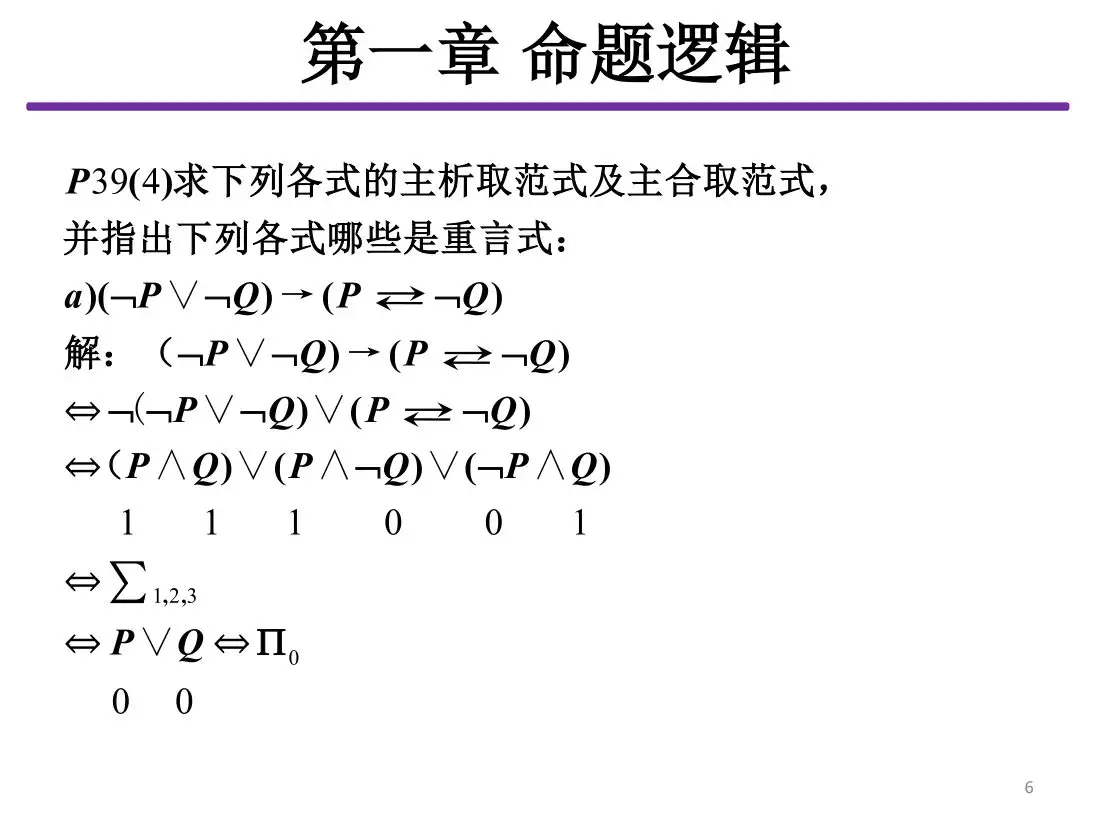 第一章 命题逻辑
P39(4)求下列各式的主析取范式及主合取范式，
并指出下列各式哪些是重言式：
a)(¬P∨¬Q)→(P⇌¬Q)
解：（¬P∨¬Q)→(P⇌¬Q)
⇔¬(¬P∨¬Q)∨(P⇌¬Q)
⇔（P∧Q)∨(P∧¬Q)∨(¬P∧Q)
1 1 1 0 0 1
⇔∑1,2,3
⇔P∨Q⇔Π0
0 0
6